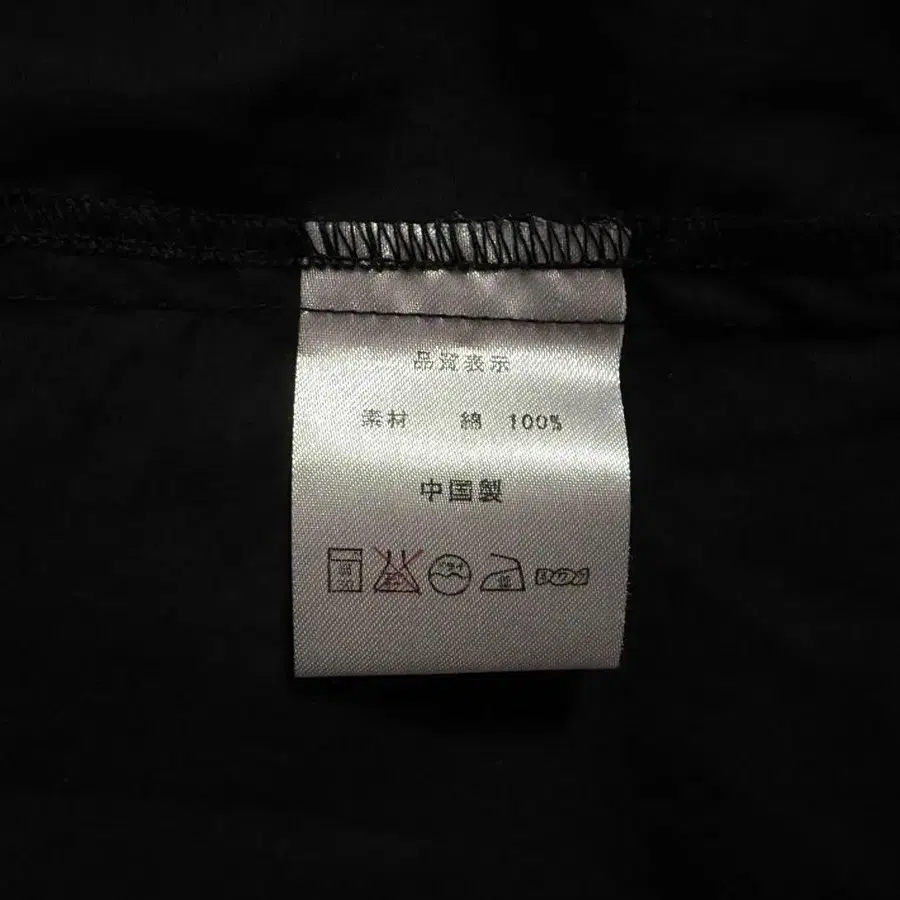 品質表示
素材 綿 100%
中国製